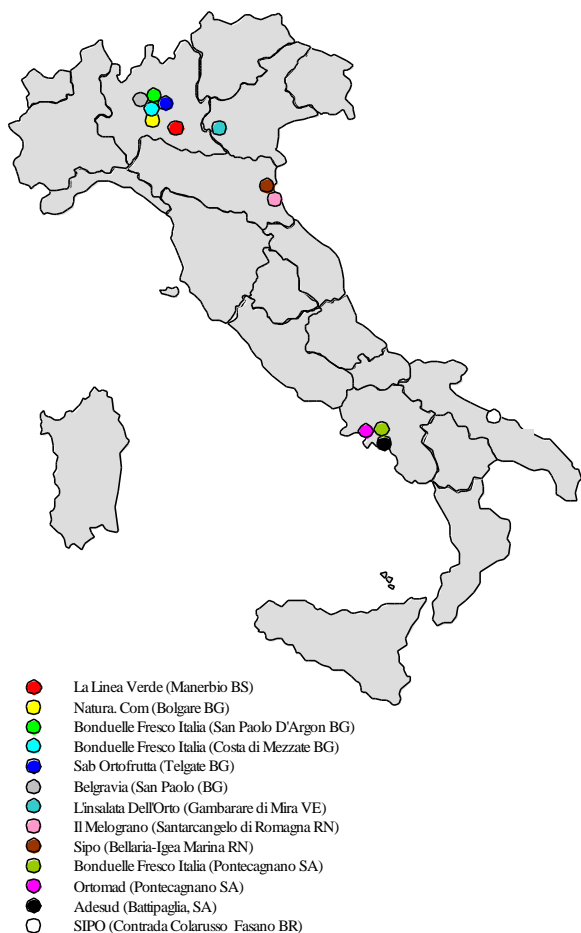 La Linea Verde (Manerbio BS)
Natura. Com (Bolgare BG)
Bonduelle Fresco Italia (San Paolo D'Argon BG)
Bonduelle Fresco Italia (Costa di Mezzate BG)
Sab Ortofrutta (Telgate BG)
Belgravia (San Paolo (BG)
L'insalata Dell'Orto (Gambarare di Mira VE)
Il Melograno (Santarcangelo di Romagna RN)
Sipo (Bellaria-Igea Marina RN)
Bonduelle Fresco Italia (Pontecagnano SA)
Ortomad (Pontecagnano SA)
Adesud (Battipaglia, SA)
SIPO (Contrada Colarusso Fasano BR)